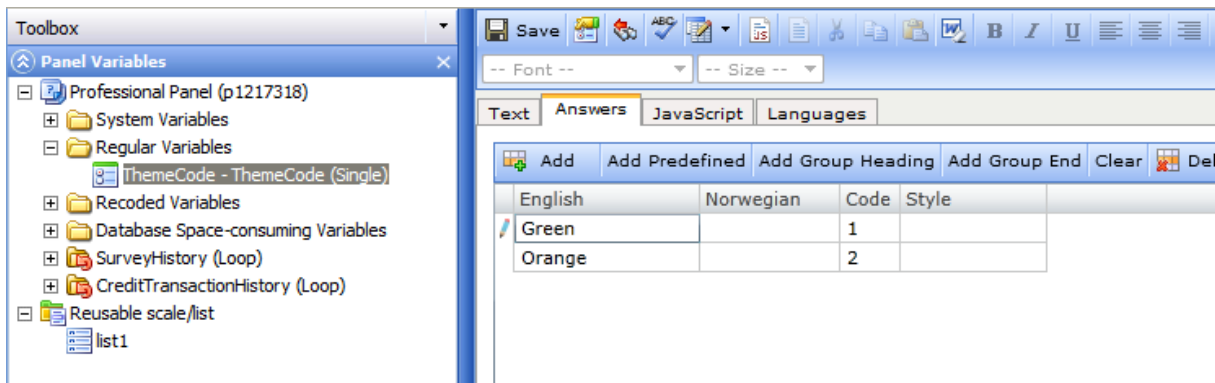 Toolbox
Panel Variables
Professional Panel (p1217318)
System Variables
Regular Variables
ThemeCode - ThemeCode (Single)
Recoded Variables
Database Space-consuming Variables
SurveyHistory (Loop)
CreditTransactionHistory (Loop)
Reusable scale/list
list1
Save ABC JS W B I U
-- Font -- -- Size --
Text Answers JavaScript Languages
Add Add Predefined Add Group Heading Add Group End Clear Del
English Norwegian Code Style
Green 1
Orange 2